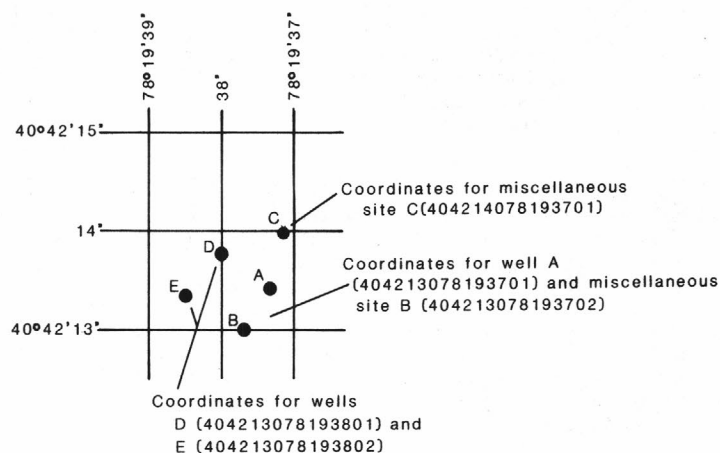 78°19'39"
38"
78°19'37"
40°42'15"
Coordinates for miscellaneous
site C(404214078193701)
14"
C
D
Coordinates for well A
(404213078193701) and miscellaneous
site B (404213078193702)
A
E
B
40°42'13"
Coordinates for wells
D (404213078193801) and
E (404213078193802)